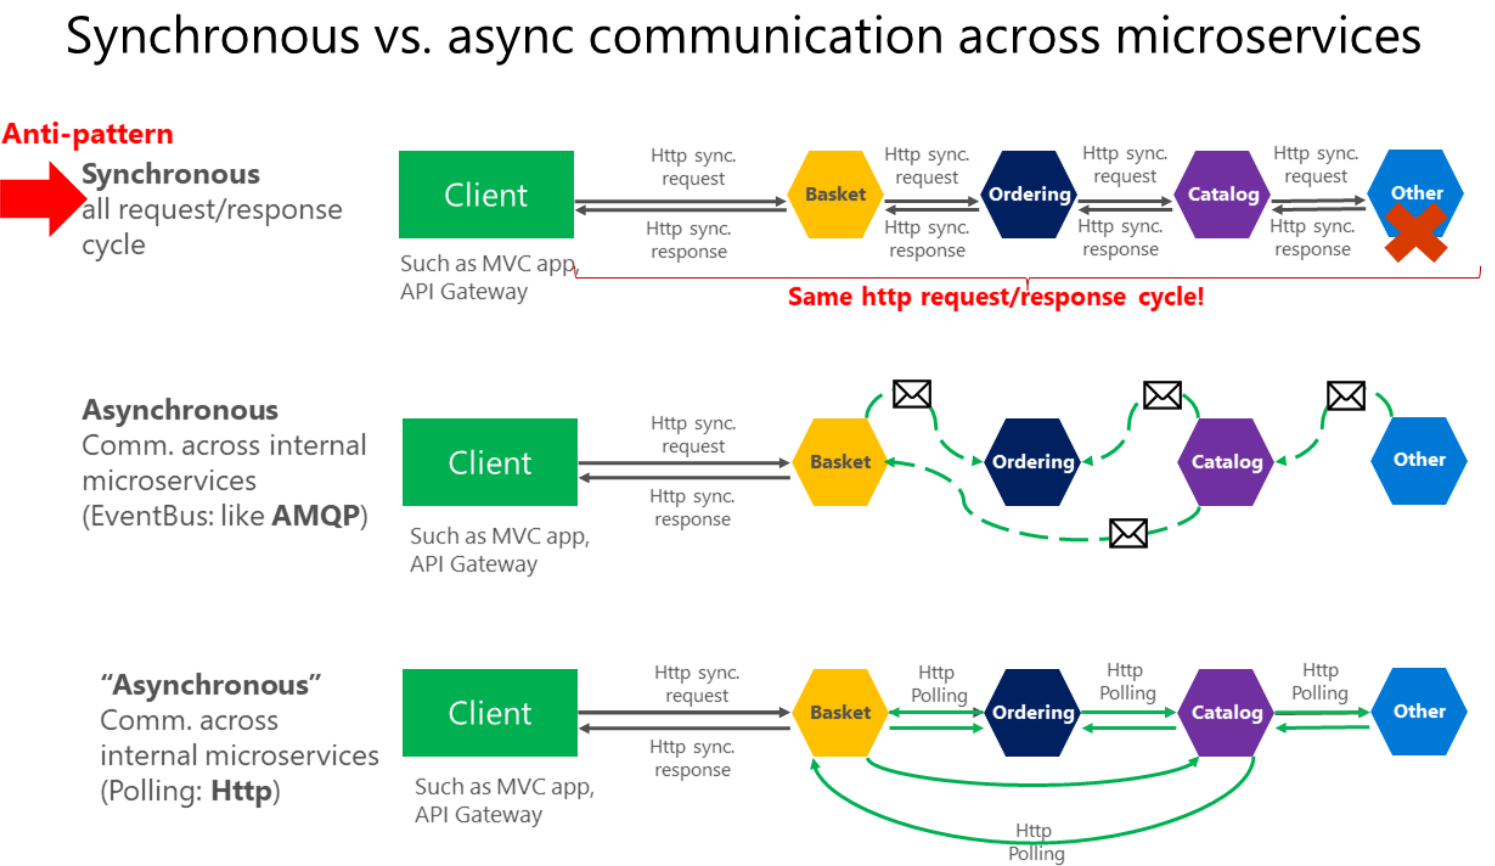 Synchronous vs. async communication across microservices
Anti-pattern
Synchronous
all request/response
cycle
Client
Such as MVC app,
API Gateway
Http sync.
request
Http sync.
response
Basket
Http sync.
request
Http sync.
response
Ordering
Http sync.
request
Http sync.
response
Catalog
Http sync.
request
Http sync.
response
Other
Same http request/response cycle!
Asynchronous
Comm. across internal
microservices
(EventBus: like AMQP)
Client
Such as MVC app,
API Gateway
Http sync.
request
Http sync.
response
Basket
Ordering
Catalog
Other
“Asynchronous”
Comm. across
internal microservices
(Polling: Http)
Client
Such as MVC app,
API Gateway
Http sync.
request
Http sync.
response
Basket
Http
Polling
Ordering
Http
Polling
Catalog
Http
Polling
Other
Http
Polling